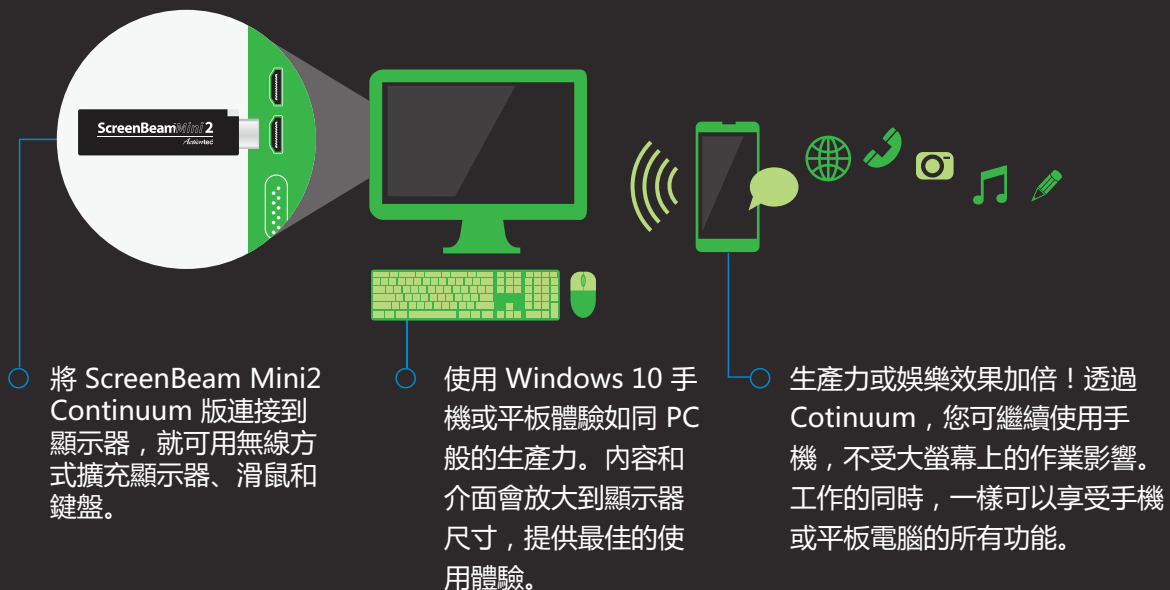 ScreenBeamMini2
Actiontec
將 ScreenBeam Mini2
Continuum 版連接到
顯示器，就可用無線方
式擴充顯示器、滑鼠和
鍵盤。
使用 Windows 10 手
機或平板體驗如同 PC
般的生產力。內容和
介面會放大到顯示器
尺寸，提供最佳的使
用體驗。
生產力或娛樂效果加倍！透過
Cotinuum，您可繼續使用手
機，不受大螢幕上的作業影響。
工作的同時，一樣可以享受手機
或平板電腦的所有功能。